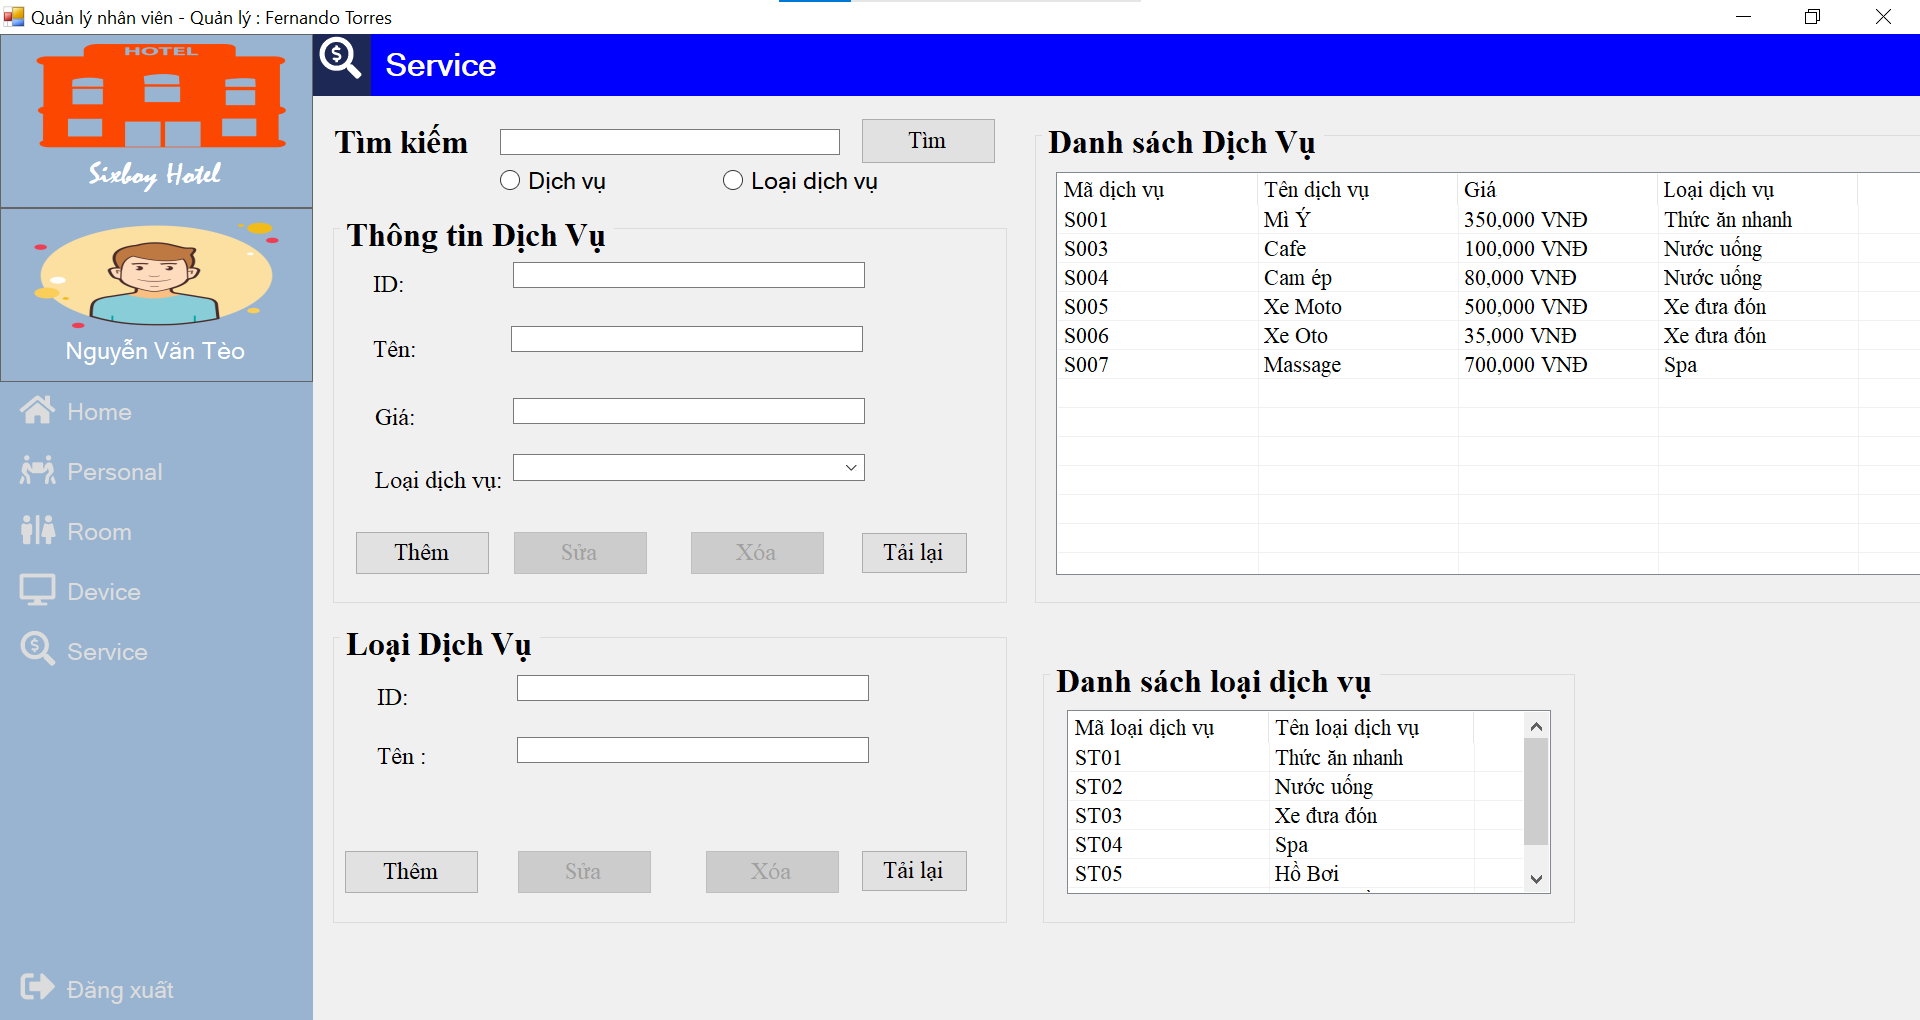 Quản lý nhân viên - Quản lý : Fernando Torres
HOTEL
Sixboy Hotel
Nguyễn Văn Tèo
Home
Personal
Room
Device
Service
Đăng xuất
Service
Tìm kiếm
Tìm
Dịch vụ Loại dịch vụ
Thông tin Dịch Vụ
ID:
Tên:
Giá:
Loại dịch vụ:
Thêm Sửa Xóa Tải lại
Loại Dịch Vụ
ID:
Tên :
Thêm Sửa Xóa Tải lại
Danh sách Dịch Vụ
Mã dịch vụ Tên dịch vụ Giá Loại dịch vụ
S001 Mì Ý 350,000 VNĐ Thức ăn nhanh
S003 Cafe 100,000 VNĐ Nước uống
S004 Cam ép 80,000 VNĐ Nước uống
S005 Xe Moto 500,000 VNĐ Xe đưa đón
S006 Xe Oto 35,000 VNĐ Xe đưa đón
S007 Massage 700,000 VNĐ Spa
Danh sách loại dịch vụ
Mã loại dịch vụ Tên loại dịch vụ
ST01 Thức ăn nhanh
ST02 Nước uống
ST03 Xe đưa đón
ST04 Spa
ST05 Hồ Bơi